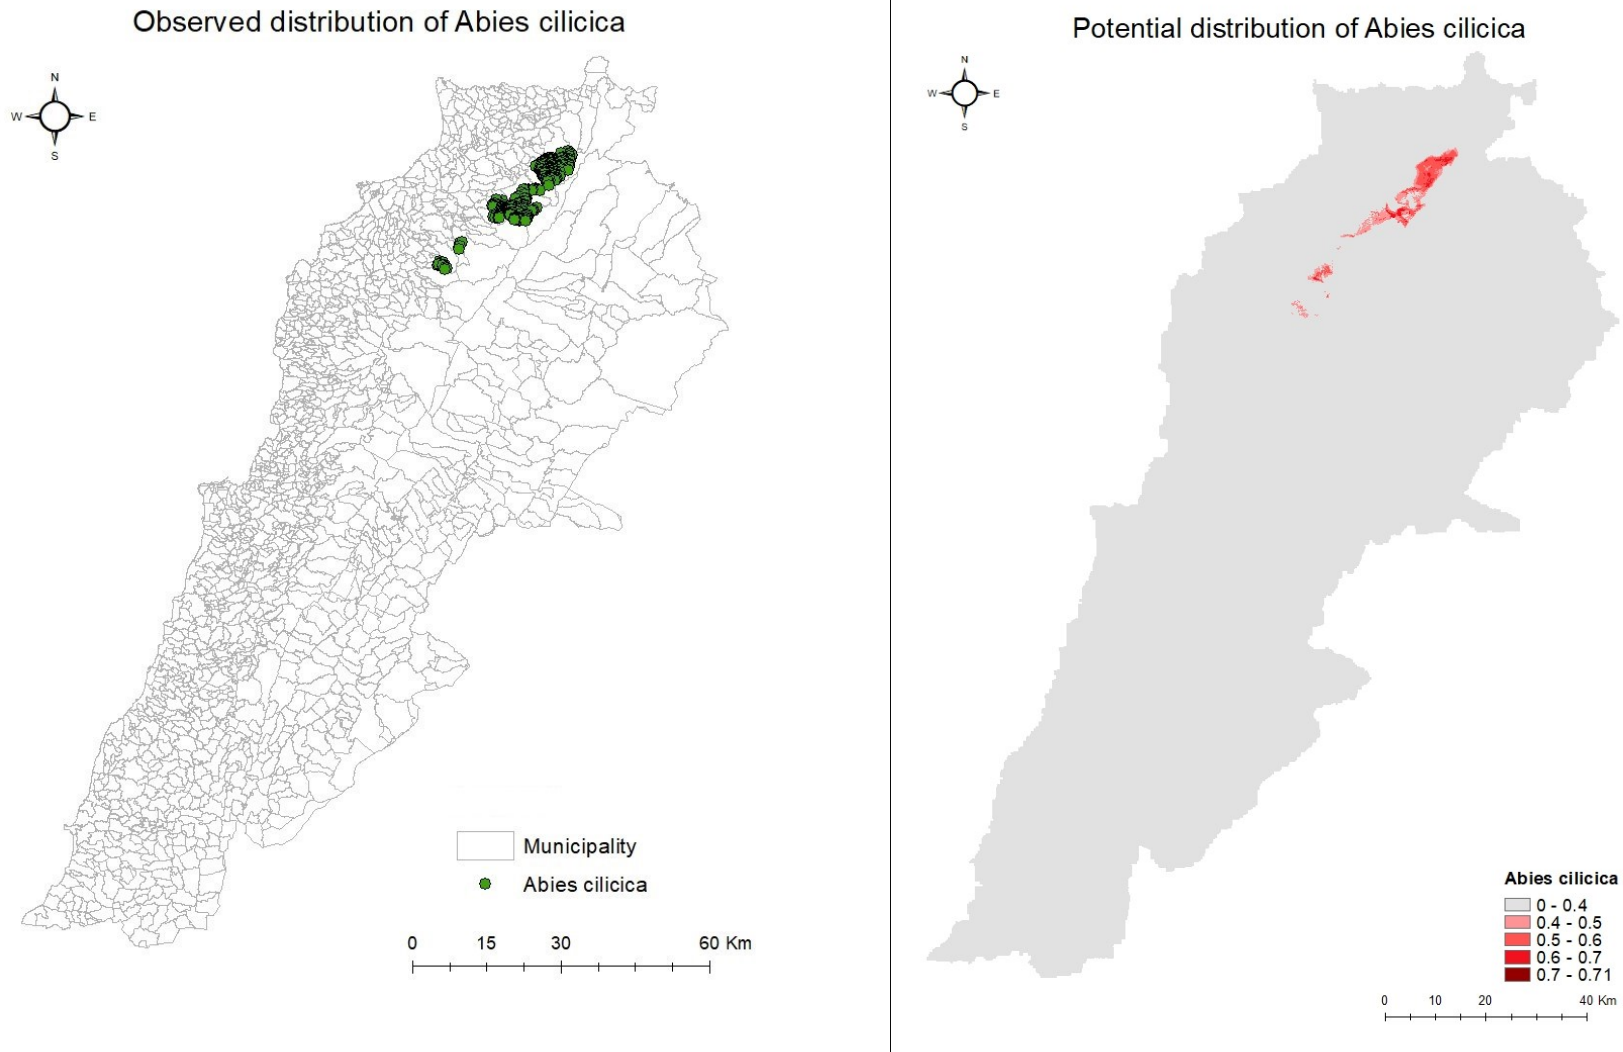 Observed distribution of Abies cilicica
N
W E
S
Municipality
Abies cilicica
0 15 30 60 Km
Potential distribution of Abies cilicica
N
W E
S
Abies cilicica
0 - 0.4
0.4 - 0.5
0.5 - 0.6
0.6 - 0.7
0.7 - 0.71
0 10 20 40 Km